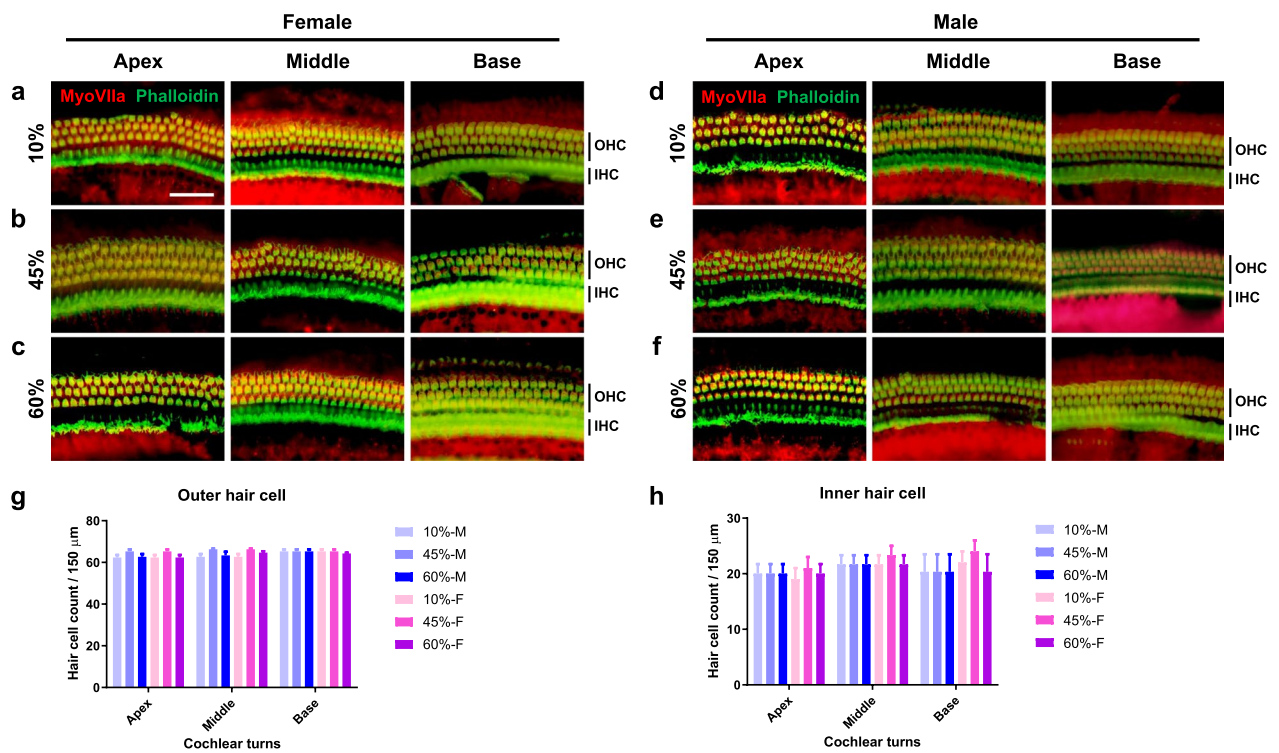 Female
Male
Apex
Middle
Base
Apex
Middle
Base
a
10%
MyoVIIa Phalloidin
OHC
IHC
d
10%
MyoVIIa Phalloidin
OHC
IHC
b
45%
OHC
IHC
e
45%
OHC
IHC
c
60%
OHC
IHC
f
60%
OHC
IHC
g
Outer hair cell
Hair cell count / 150 μm
80
60
40
20
0
Apex
Middle
Base
Cochlear turns
10%-M
45%-M
60%-M
10%-F
45%-F
60%-F
h
Inner hair cell
Hair cell count / 150 μm
30
20
10
0
Apex
Middle
Base
Cochlear turns
10%-M
45%-M
60%-M
10%-F
45%-F
60%-F